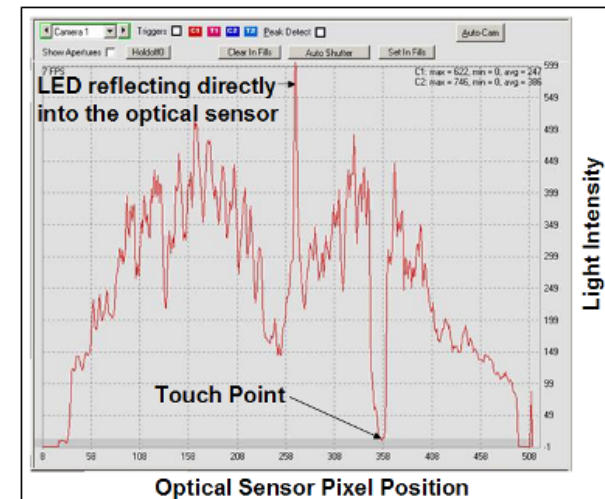 Camera 1 Triggers C1 T1 C2 T2 Peak Detect Auto-Cam
Show Apertures Holdoff0 Clear In Fills Auto Shutter Set In Fills
7 FPS
C1: max = 622, min = 0, avg = 247
C2: max = 746, min = 0, avg = 386
LED reflecting directly
into the optical sensor
599
549
499
449
399
349
299
249
199
149
99
49
-1
Light Intensity
Touch Point
8 58 108 158 208 258 308 358 408 458 508
Optical Sensor Pixel Position